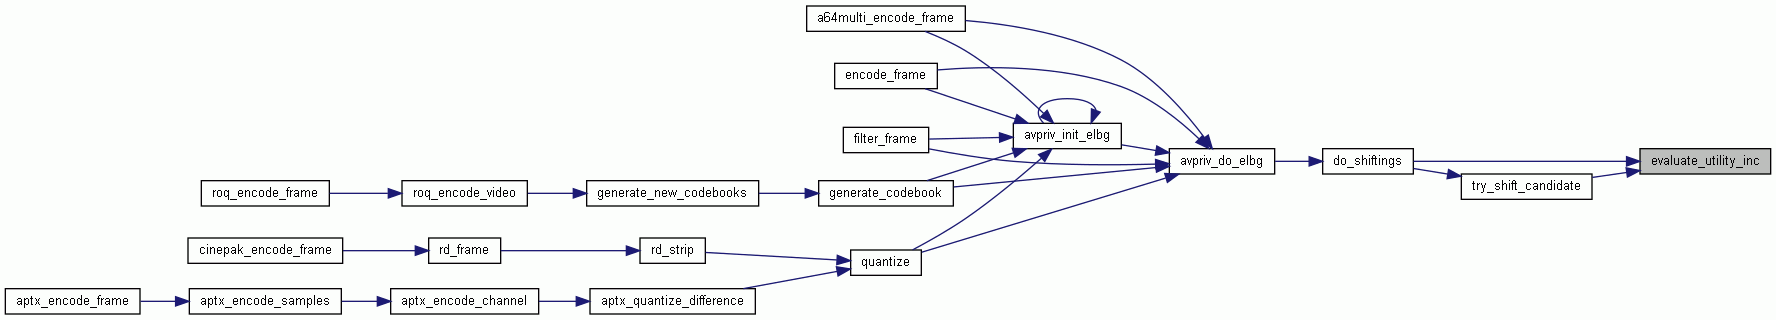 a64multi_encode_frame
encode_frame
filter_frame
avpriv_init_elbg
avpriv_do_elbg
do_shiftings
evaluate_utility_inc
try_shift_candidate
roq_encode_frame
roq_encode_video
generate_new_codebooks
generate_codebook
cinepak_encode_frame
rd_frame
rd_strip
quantize
aptx_encode_frame
aptx_encode_samples
aptx_encode_channel
aptx_quantize_difference